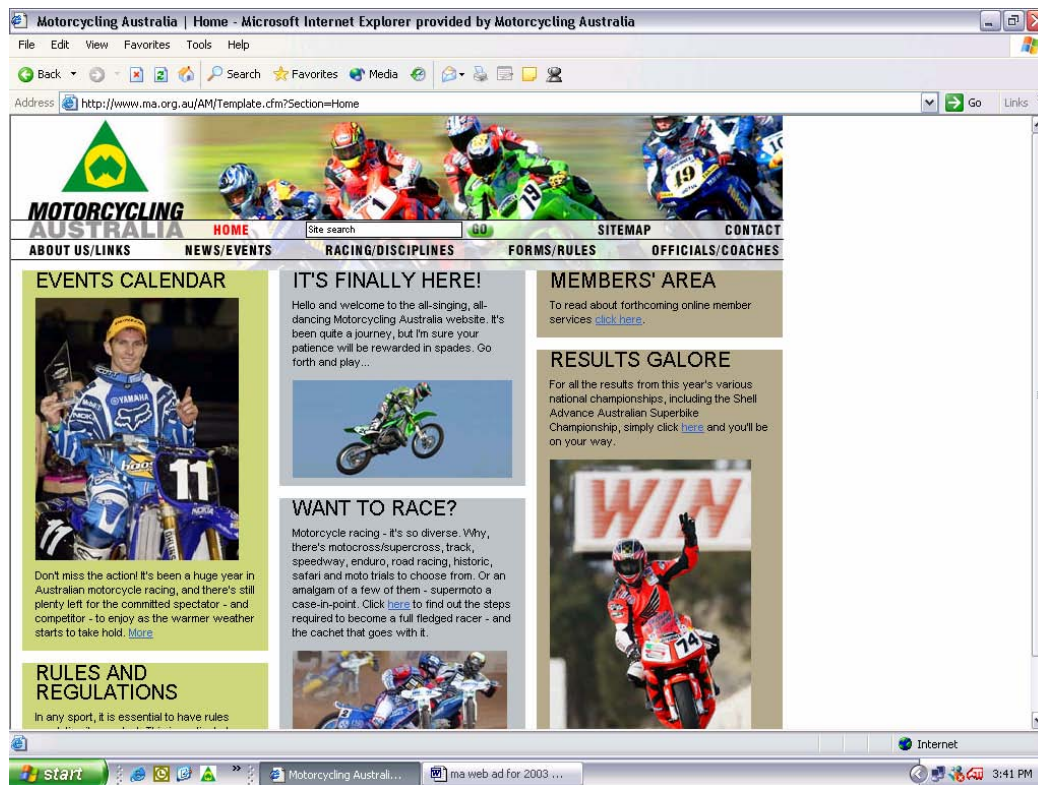 Motorcycling Australia | Home - Microsoft Internet Explorer provided by Motorcycling Australia
File Edit View Favorites Tools Help
Back Search Favorites Media
Address http://www.ma.org.au/AM/Template.cfm?Section=Home Go Links
MOTORCYCLING
AUSTRALIA
HOME Site search GO SITEMAP CONTACT
ABOUT US/LINKS NEWS/EVENTS RACING/DISCIPLINES FORMS/RULES OFFICIALS/COACHES
EVENTS CALENDAR
YAMAHA
11
Don't miss the action! It's been a huge year in
Australian motorcycle racing, and there's still
plenty left for the committed spectator - and
competitor - to enjoy as the warmer weather
starts to take hold. More
RULES AND
REGULATIONS
In any sport, it is essential to have rules
IT'S FINALLY HERE!
Hello and welcome to the all-singing, all-
dancing Motorcycling Australia website. It's
been quite a journey, but I'm sure your
patience will be rewarded in spades. Go
forth and play...
WANT TO RACE?
Motorcycle racing - it's so diverse. Why,
there's motocross/supercross, track,
speedway, enduro, road racing, historic,
safari and moto trials to choose from. Or an
amalgam of a few of them - supermoto a
case-in-point. Click here to find out the steps
required to become a full fledged racer - and
the cachet that goes with it.
MEMBERS' AREA
To read about forthcoming online member
services click here.
RESULTS GALORE
For all the results from this year's various
national championships, including the Shell
Advance Australian Superbike
Championship, simply click here and you'll be
on your way.
WIN
74
Internet
start Motorcycling Australi... ma web ad for 2003 ... 3:41 PM